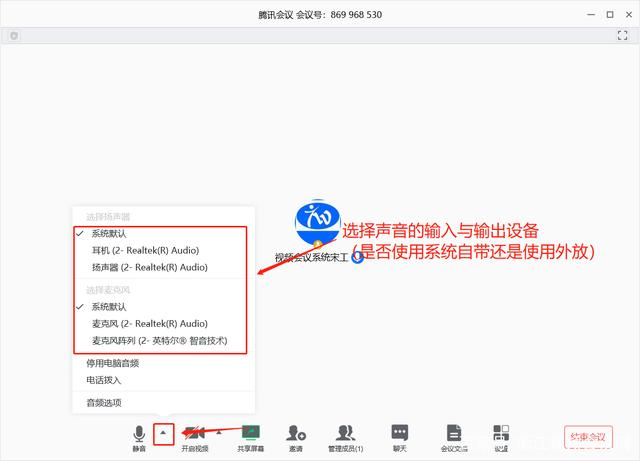 腾讯会议 会议号：869 968 530
选择扬声器
系统默认
耳机 (2- Realtek(R) Audio)
扬声器 (2- Realtek(R) Audio)
选择麦克风
系统默认
麦克风 (2- Realtek(R) Audio)
麦克风阵列 (2- 英特尔® 智音技术)
停用电脑音频
电话拨入
音频选项
视频会议系统宋工
选择声音的输入与输出设备
（是否使用系统自带还是使用外放）
静音
开启视频
共享屏幕
邀请
管理成员(1)
聊天
会议文档
设置
结束会议